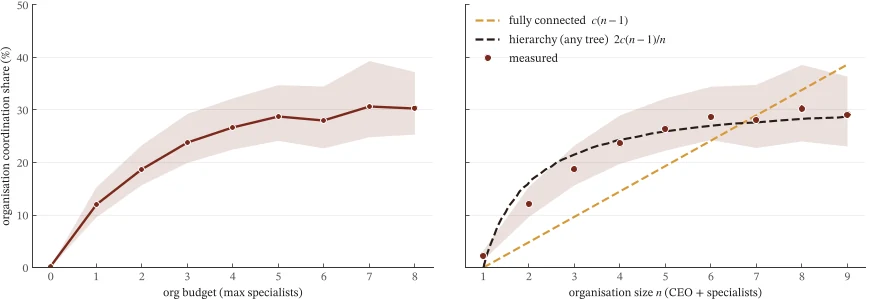 organisation coordination share (%)
50
40
30
20
10
0
0 1 2 3 4 5 6 7 8
org budget (max specialists)
fully connected c(n − 1)
hierarchy (any tree) 2c(n − 1)/n
measured
1 2 3 4 5 6 7 8 9
organisation size n (CEO + specialists)